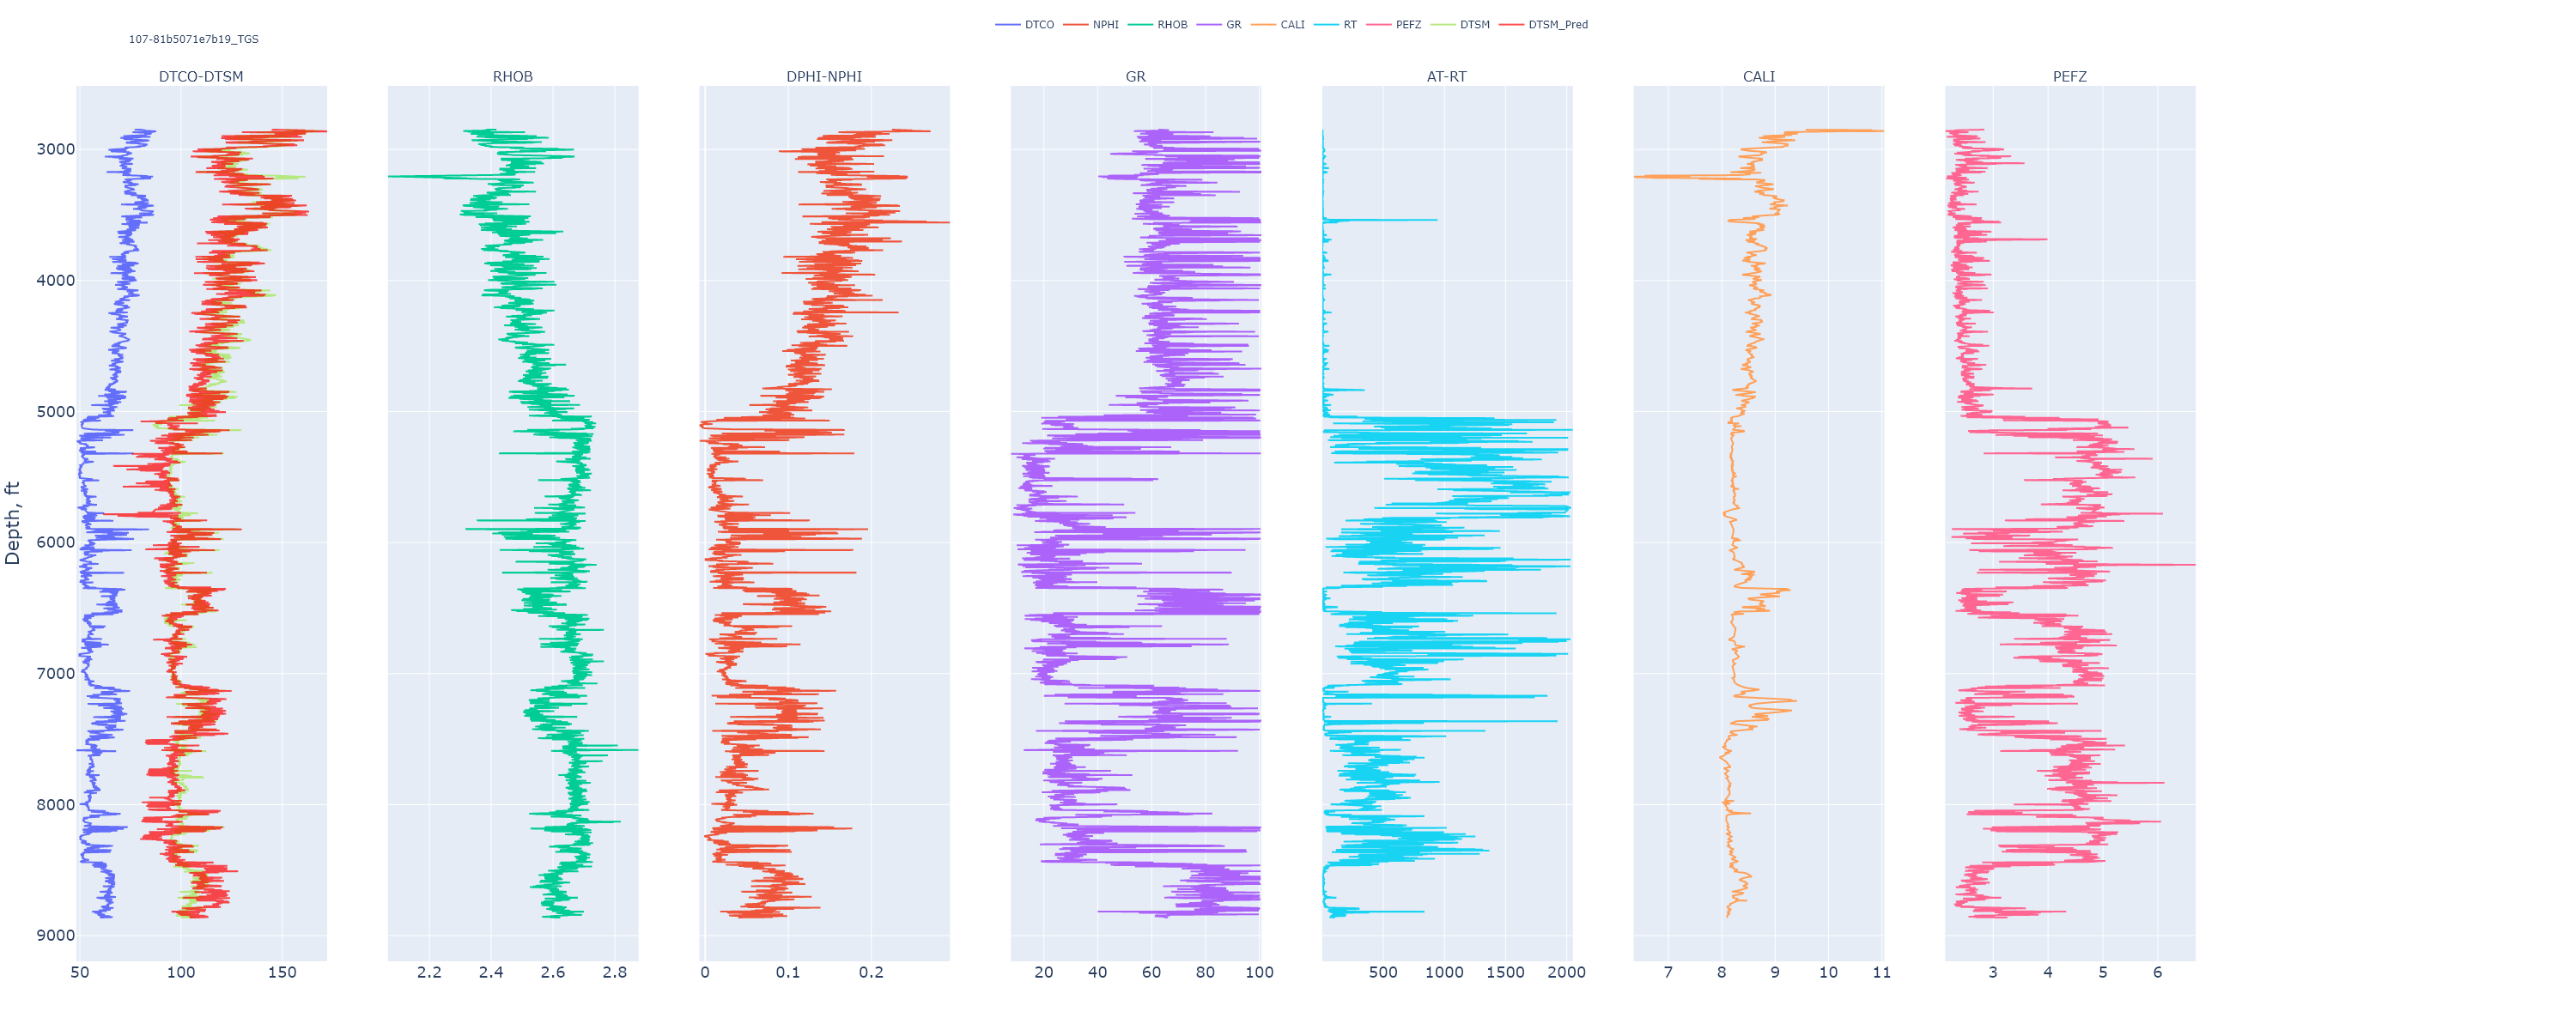 DTCO NPHI RHOB GR CALI RT PEFZ DTSM DTSM_Pred
107-81b5071e7b19_TGS
DTCO-DTSM RHOB DPHI-NPHI GR AT-RT CALI PEFZ
3000
4000
5000
6000
7000
8000
9000
Depth, ft
50 100 150 2.2 2.4 2.6 2.8 0 0.1 0.2 20 40 60 80 100 500 1000 1500 2000 7 8 9 10 11 3 4 5 6